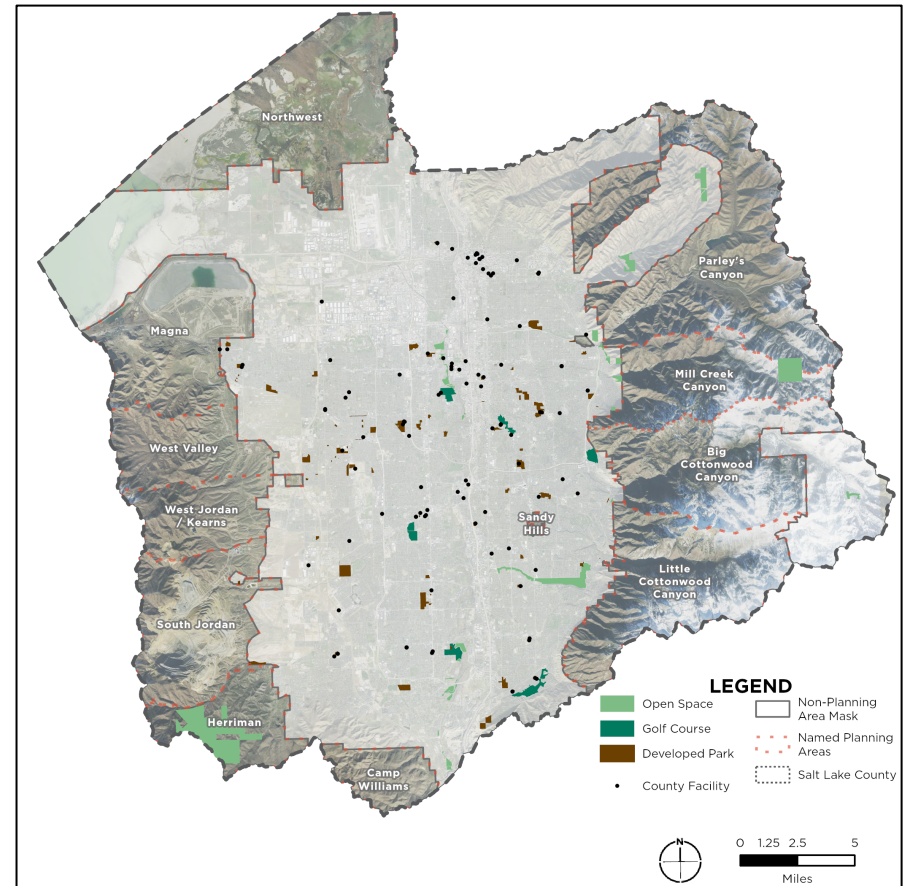 Northwest
Parley's
Canyon
Magna
Mill Creek
Canyon
West Valley
Big
Cottonwood
Canyon
West Jordan
/ Kearns
Sandy
Hills
Little
Cottonwood
Canyon
South Jordan
Herriman
Camp
Williams
LEGEND
Open Space
Golf Course
Developed Park
County Facility
Non-Planning
Area Mask
Named Planning
Areas
Salt Lake County
N
0 1.25 2.5 5
Miles